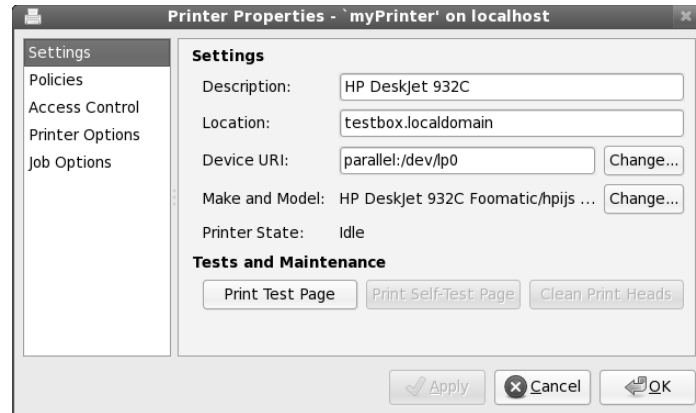 Printer Properties - `myPrinter' on localhost
Settings
Policies
Access Control
Printer Options
Job Options
Settings
Description: HP DeskJet 932C
Location: testbox.localdomain
Device URI: parallel:/dev/lp0 Change...
Make and Model: HP DeskJet 932C Foomatic/hpijs ... Change...
Printer State: Idle
Tests and Maintenance
Print Test Page Print Self-Test Page Clean Print Heads
Apply Cancel OK